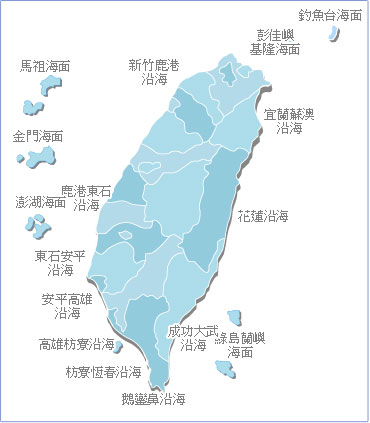 釣魚台海面
彭佳嶼
基隆海面
馬祖海面
新竹鹿港
沿海
宜蘭蘇澳
沿海
金門海面
鹿港東石
沿海
澎湖海面
花蓮沿海
東石安平
沿海
安平高雄
沿海
成功大武
沿海
綠島蘭嶼
海面
高雄枋寮沿海
枋寮恆春沿海
鵝鑾鼻沿海